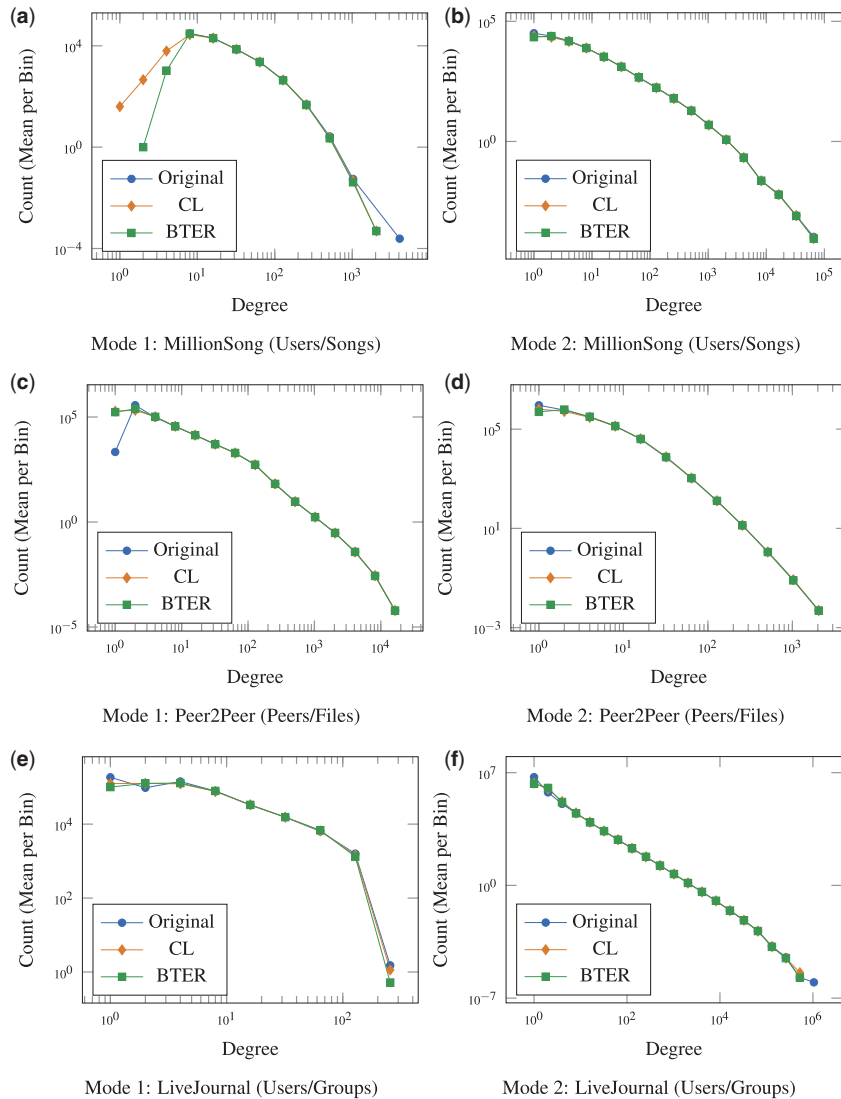 (a)
Count (Mean per Bin)
10^4
10^0
10^−4
Original
CL
BTER
10^0 10^1 10^2 10^3
Degree
Mode 1: MillionSong (Users/Songs)
(b)
Count (Mean per Bin)
10^5
10^0
Original
CL
BTER
10^0 10^1 10^2 10^3 10^4 10^5
Degree
Mode 2: MillionSong (Users/Songs)
(c)
Count (Mean per Bin)
10^5
10^0
10^−5
Original
CL
BTER
10^0 10^1 10^2 10^3 10^4
Degree
Mode 1: Peer2Peer (Peers/Files)
(d)
Count (Mean per Bin)
10^5
10^1
10^−3
Original
CL
BTER
10^0 10^1 10^2 10^3
Degree
Mode 2: Peer2Peer (Peers/Files)
(e)
Count (Mean per Bin)
10^4
10^2
10^0
Original
CL
BTER
10^0 10^1 10^2
Degree
Mode 1: LiveJournal (Users/Groups)
(f)
Count (Mean per Bin)
10^7
10^0
10^−7
Original
CL
BTER
10^0 10^2 10^4 10^6
Degree
Mode 2: LiveJournal (Users/Groups)